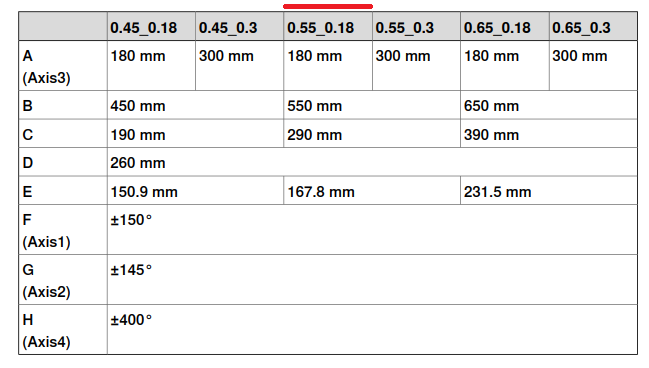 0.45_0.18 0.45_0.3 0.55_0.18 0.55_0.3 0.65_0.18 0.65_0.3
A 180 mm 300 mm 180 mm 300 mm 180 mm 300 mm
(Axis3)
B 450 mm 550 mm 650 mm
C 190 mm 290 mm 390 mm
D 260 mm
E 150.9 mm 167.8 mm 231.5 mm
F ±150°
(Axis1)
G ±145°
(Axis2)
H ±400°
(Axis4)